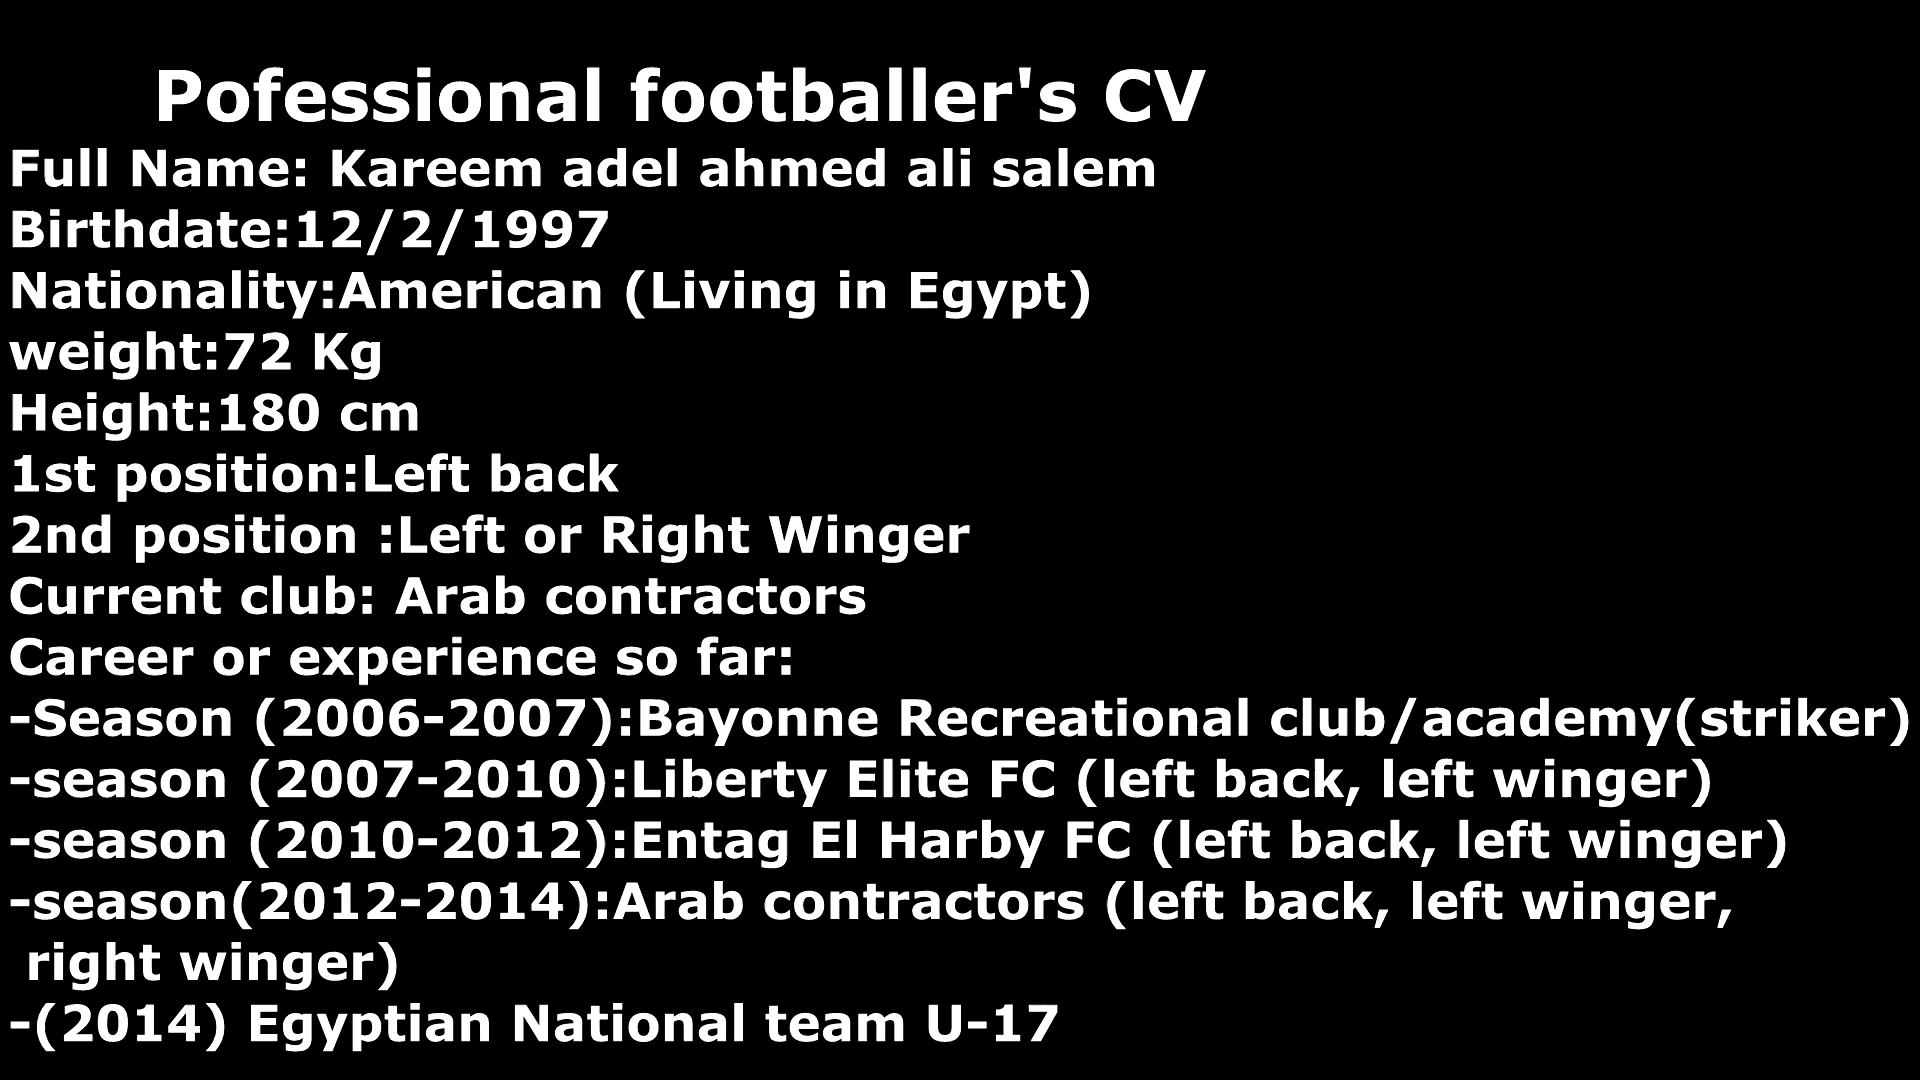 Pofessional footballer's CV
Full Name: Kareem adel ahmed ali salem
Birthdate:12/2/1997
Nationality:American (Living in Egypt)
weight:72 Kg
Height:180 cm
1st position:Left back
2nd position :Left or Right Winger
Current club: Arab contractors
Career or experience so far:
-Season (2006-2007):Bayonne Recreational club/academy(striker)
-season (2007-2010):Liberty Elite FC (left back, left winger)
-season (2010-2012):Entag El Harby FC (left back, left winger)
-season(2012-2014):Arab contractors (left back, left winger,
right winger)
-(2014) Egyptian National team U-17